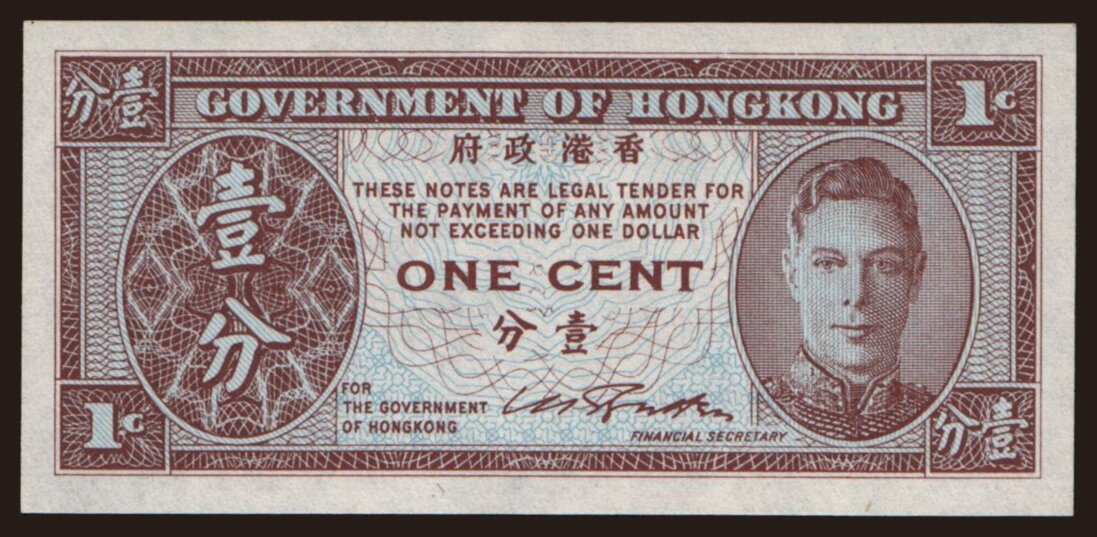 分壹
GOVERNMENT OF HONGKONG
1C
府政港香
THESE NOTES ARE LEGAL TENDER FOR
THE PAYMENT OF ANY AMOUNT
NOT EXCEEDING ONE DOLLAR
壹分
ONE CENT
分壹
FOR
THE GOVERNMENT
OF HONGKONG
FINANCIAL SECRETARY
1C
分壹